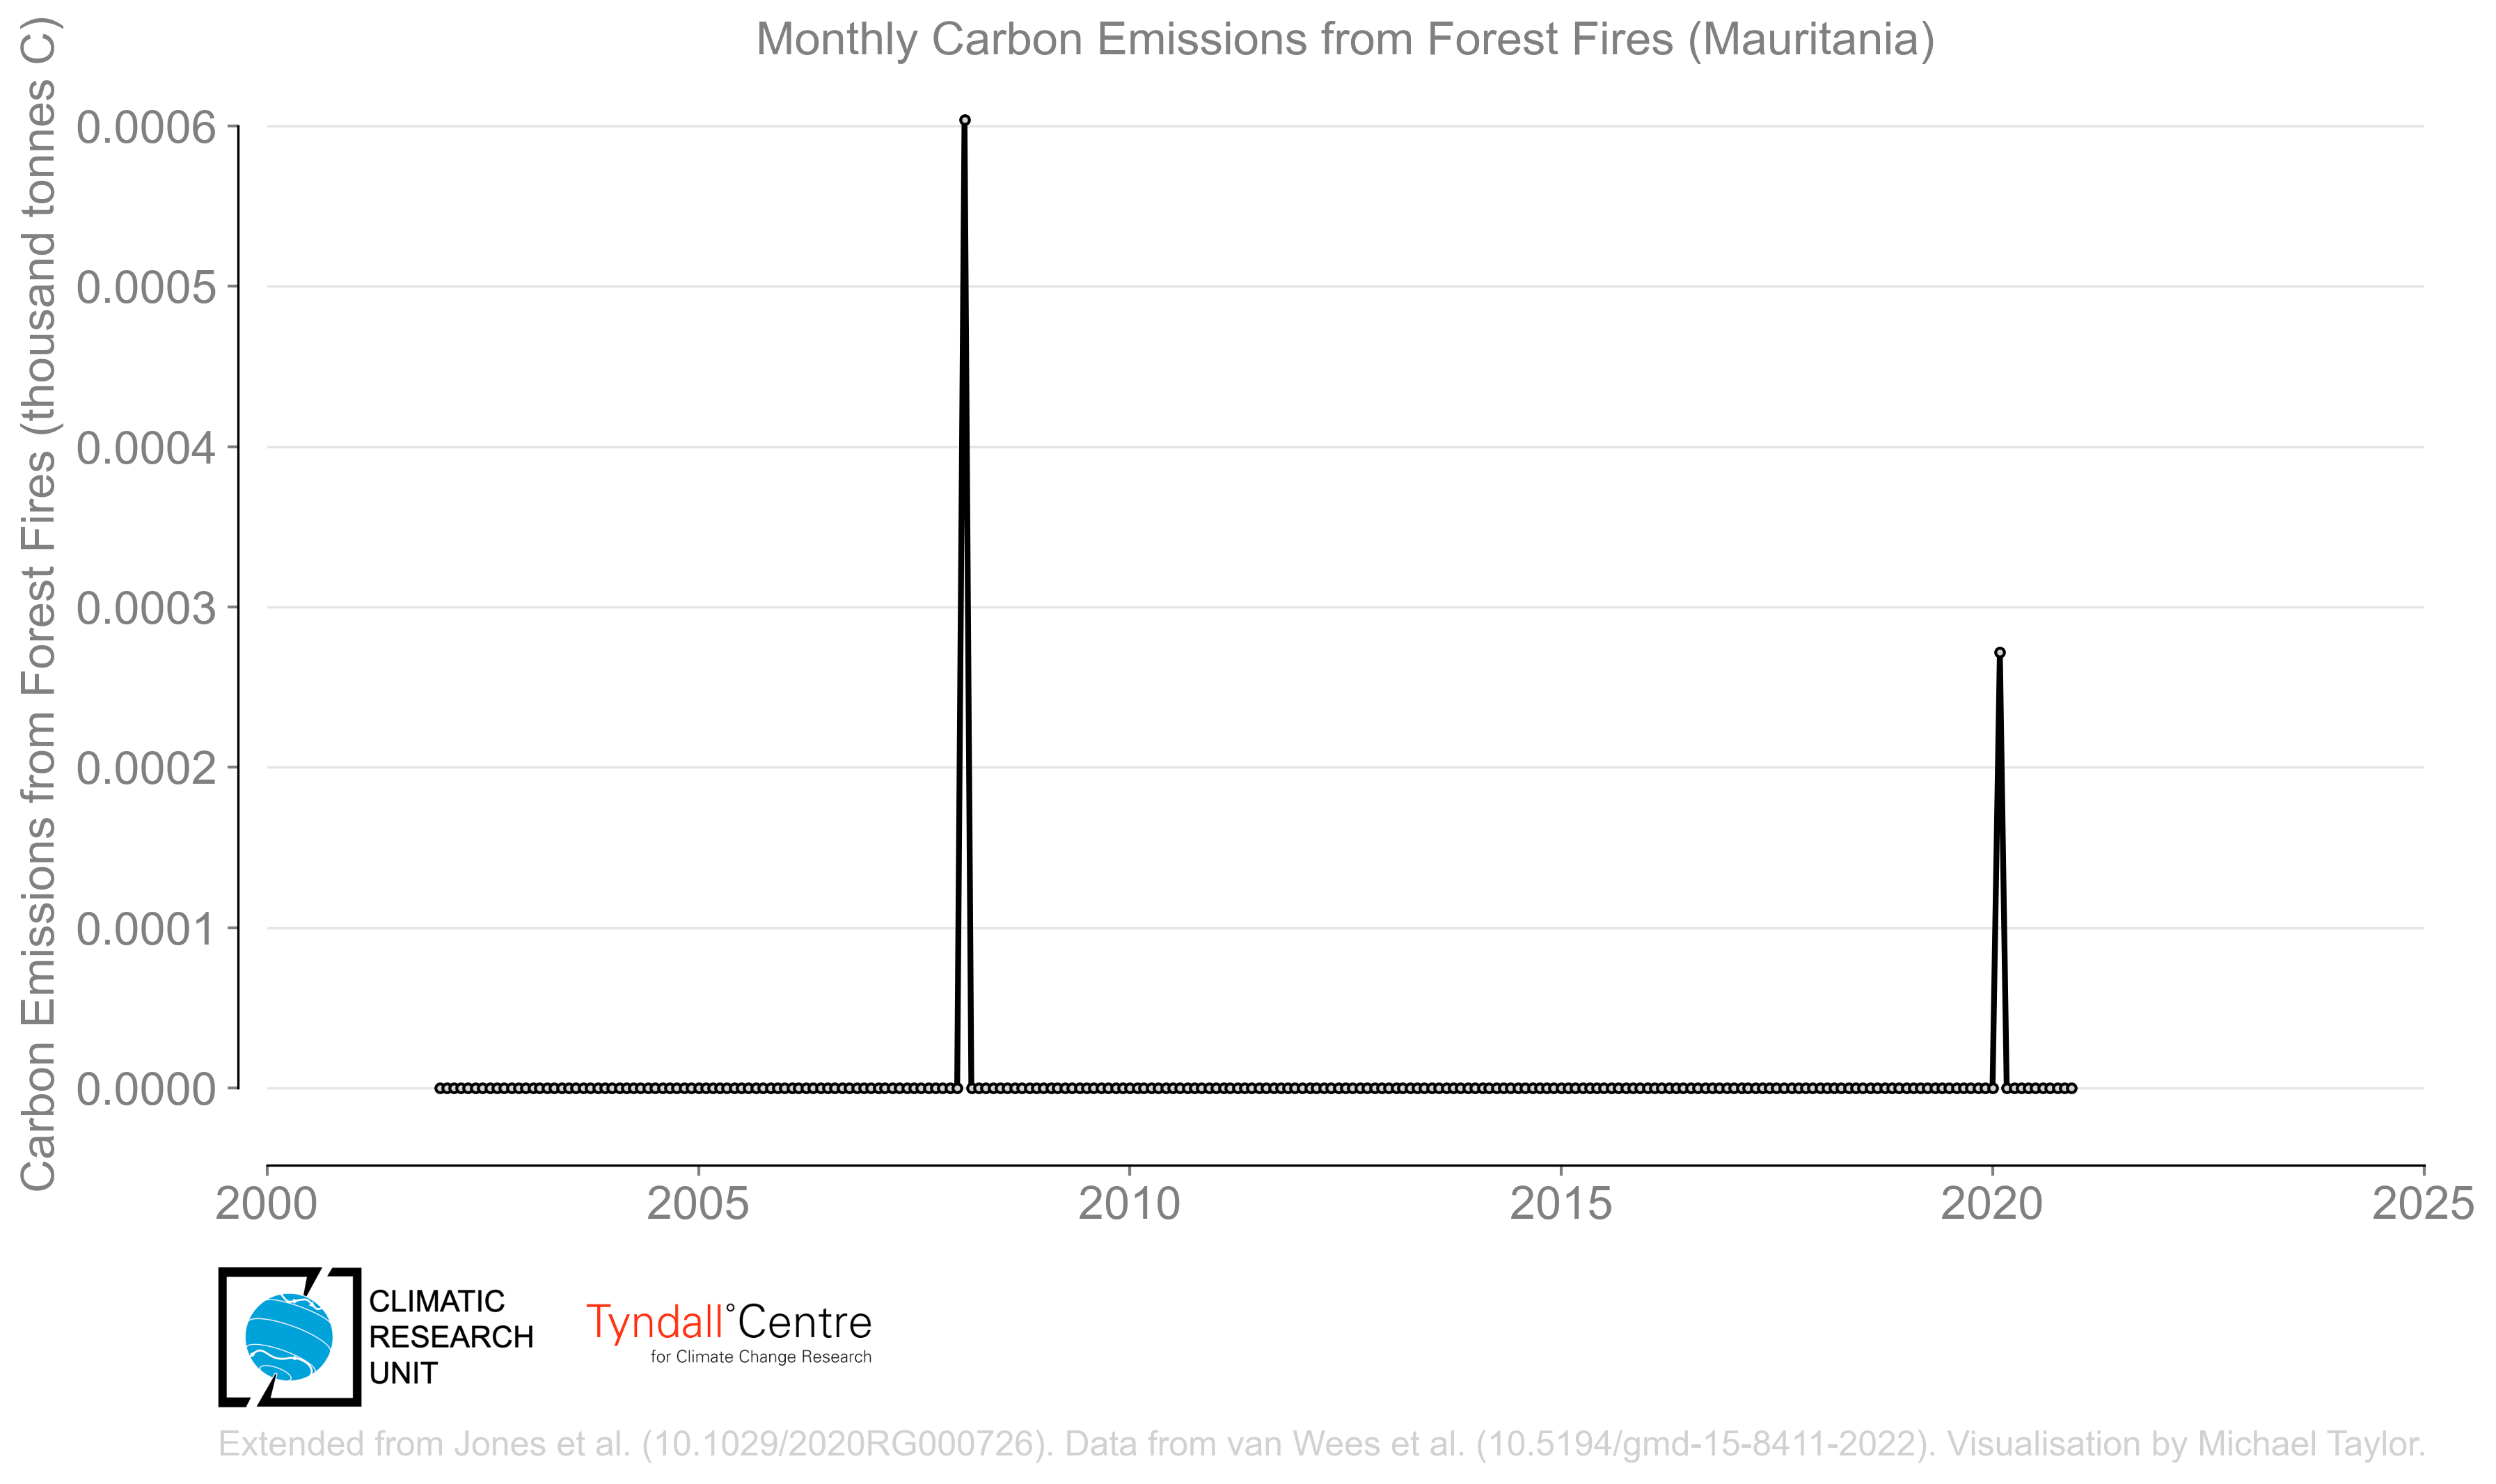 Monthly Carbon Emissions from Forest Fires (Mauritania)
Carbon Emissions from Forest Fires (thousand tonnes C)
0.0006
0.0005
0.0004
0.0003
0.0002
0.0001
0.0000
2000 2005 2010 2015 2020 2025
CLIMATIC
RESEARCH
UNIT
Tyndall°Centre
for Climate Change Research
Extended from Jones et al. (10.1029/2020RG000726). Data from van Wees et al. (10.5194/gmd-15-8411-2022). Visualisation by Michael Taylor.